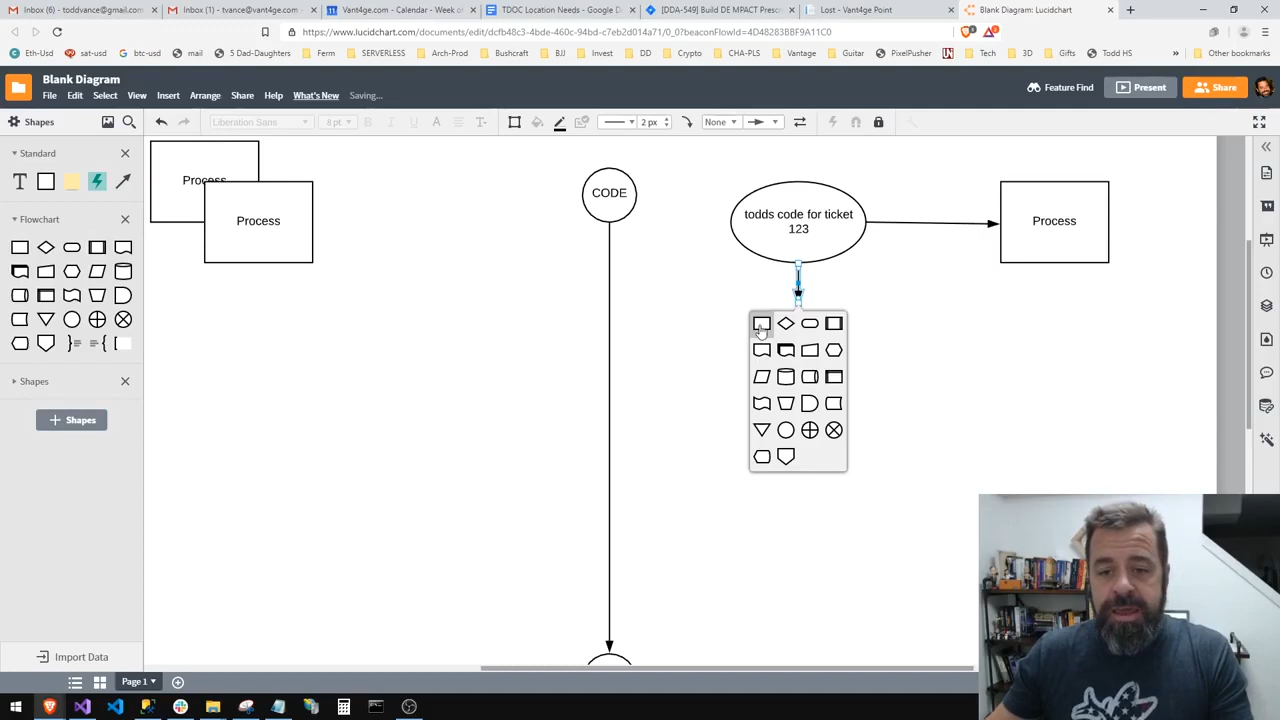 Inbox (6) - toddvance@gmail.com
Inbox (1) - tvance@vant4ge.com -
Vant4ge.com - Calendar - Week of
TDOC Location Needs - Google D
[DDA-549] Build DE MPACT Presc
Lost - Vantage Point
Blank Diagram: Lucidchart
https://www.lucidchart.com/documents/edit/dcfb48c3-4bde-460c-94bd-c7eb2d014a71/0_0?beaconFlowId=4D48283BBF9A11C0
Eth-Usd
sat-usd
btc-usd
mail
5 Dad-Daughter
Ferm
SERVERLESS
Arch-Prod
Bushcraft
BJJ
Invest
DD
Crypto
CHA-PLS
Vantage
Guitar
PixelPusher
Tech
3D
Gifts
Todd HS
»
Other bookmarks
Blank Diagram
File
Edit
Select
View
Insert
Arrange
Share
Help
What's New
Saving...
Feature Find
Present
Share
Shapes
Liberation Sans
8 pt
B
I
U
A
T
2 px
None
Standard
T
Flowchart
Shapes
+ Shapes
Import Data
Process
Process
CODE
todds code for ticket
123
Process
Page 1